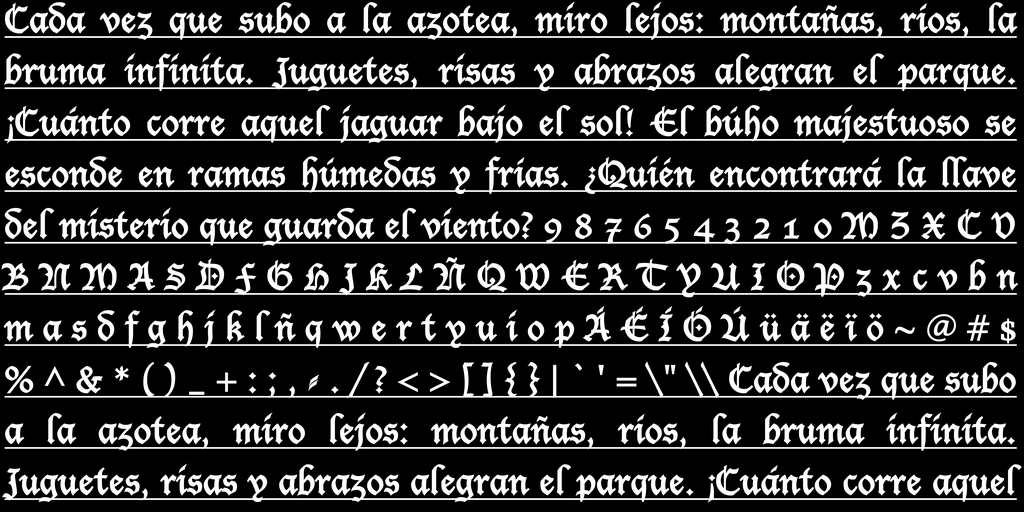 Cada vez que subo a la azotea, miro lejos: montañas, ríos, la
bruma infinita. Juguetes, risas y abrazos alegran el parque.
¡Cuánto corre aquel jaguar bajo el sol! El búho majestuoso se
esconde en ramas húmedas y frías. ¿Quién encontrará la llave
del misterio que guarda el viento? 9 8 7 6 5 4 3 2 1 0 M Z X C V
B N M A S D F G H J K L Ñ Q W E R T Y U I O P z x c v b n
m a s d f g h j k l ñ q w e r t y u i o p Á É Í Ó Ú ü ä ë ï ö ~ @ # $
% ^ & * ( ) _ + : ; , - . / ? < > [ ] { } | ` ' = \" \\ Cada vez que subo
a la azotea, miro lejos: montañas, ríos, la bruma infinita.
Juguetes, risas y abrazos alegran el parque. ¡Cuánto corre aquel